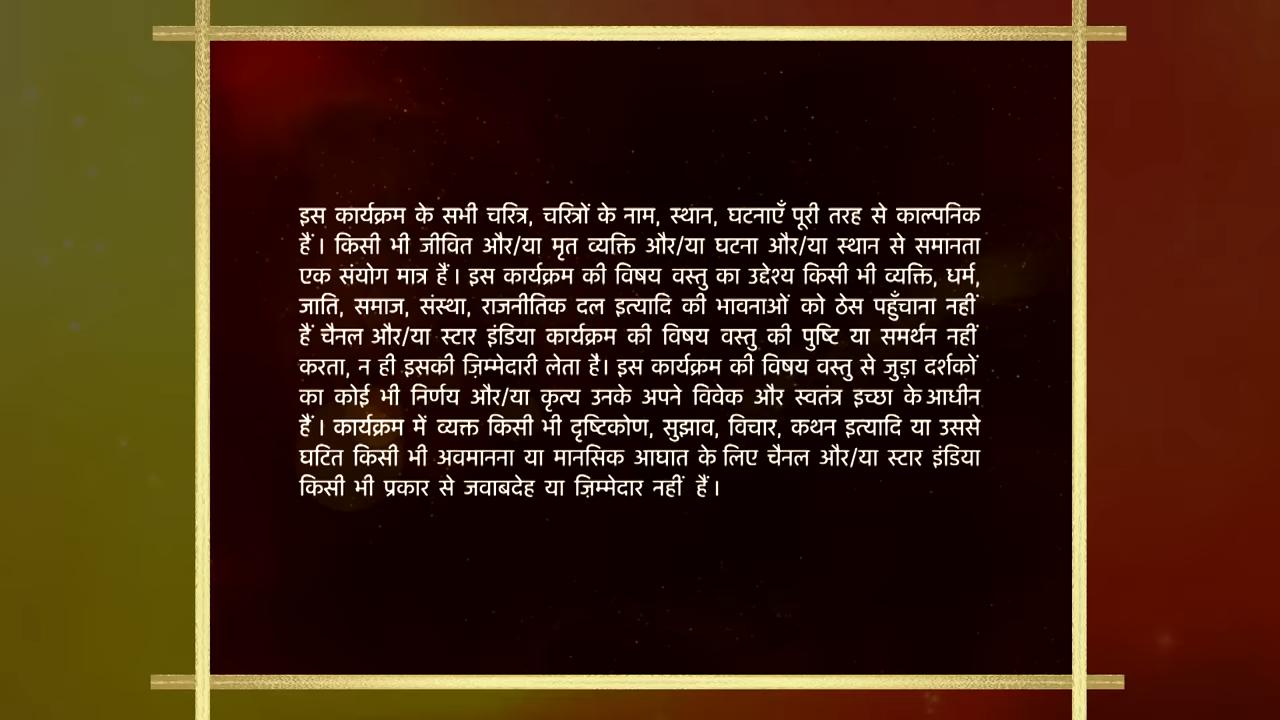 इस कार्यक्रम के सभी चरित्र, चरित्रों के नाम, स्थान, घटनाएँ पूरी तरह से काल्पनिक
हैं। किसी भी जीवित और/या मृत व्यक्ति और/या घटना और/या स्थान से समानता
एक संयोग मात्र हैं। इस कार्यक्रम की विषय वस्तु का उद्देश्य किसी भी व्यक्ति, धर्म,
जाति, समाज, संस्था, राजनीतिक दल इत्यादि की भावनाओं को ठेस पहुँचाना नहीं
हैं चैनल और/या स्टार इंडिया कार्यक्रम की विषय वस्तु की पुष्टि या समर्थन नहीं
करता, न ही इसकी ज़िम्मेदारी लेता है। इस कार्यक्रम की विषय वस्तु से जुड़ा दर्शकों
का कोई भी निर्णय और/या कृत्य उनके अपने विवेक और स्वतंत्र इच्छा के आधीन
हैं। कार्यक्रम में व्यक्त किसी भी दृष्टिकोण, सुझाव, विचार, कथन इत्यादि या उससे
घटित किसी भी अवमानना या मानसिक आघात के लिए चैनल और/या स्टार इंडिया
किसी भी प्रकार से जवाबदेह या ज़िम्मेदार नहीं हैं।